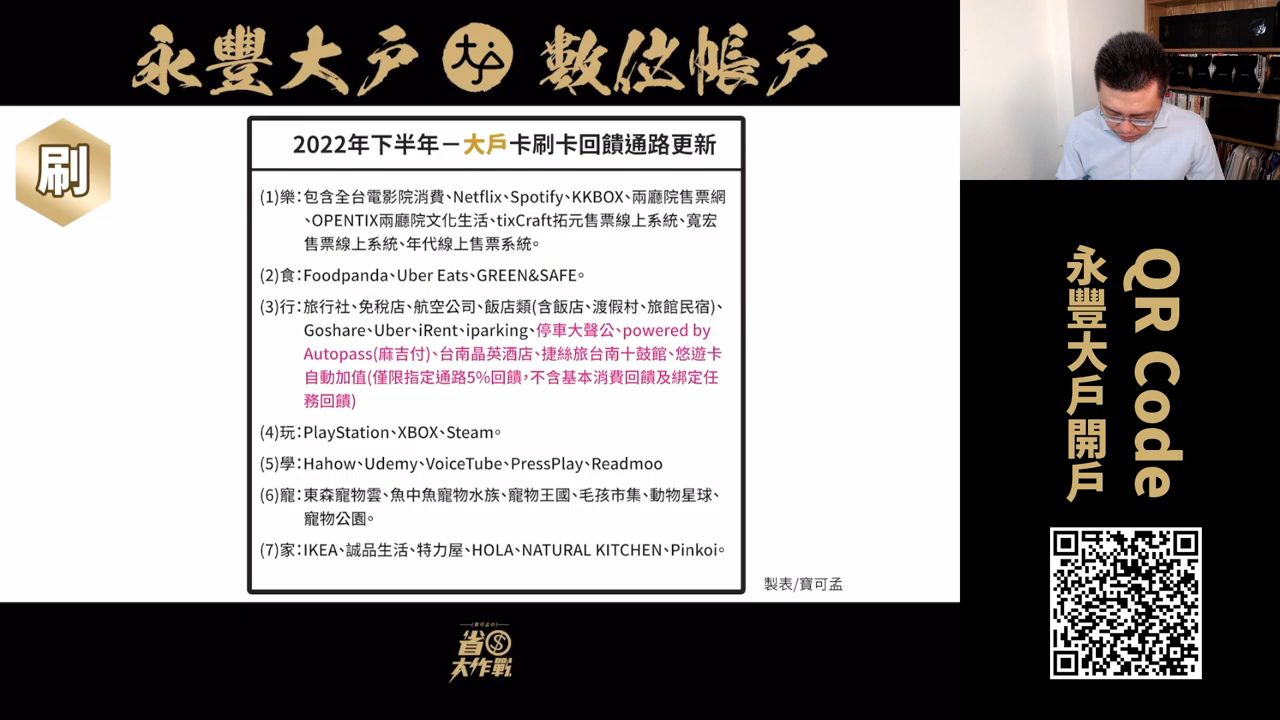 永豐大戶 大戶 數位帳戶
刷
2022年下半年－大戶卡刷卡回饋通路更新
(1)樂：包含全台電影院消費、Netflix、Spotify、KKBOX、兩廳院售票網
、OPENTIX兩廳院文化生活、tixCraft拓元售票線上系統、寬宏
售票線上系統、年代線上售票系統。
(2)食：Foodpanda、Uber Eats、GREEN&SAFE。
(3)行：旅行社、免稅店、航空公司、飯店類(含飯店、渡假村、旅館民宿)、
Goshare、Uber、iRent、iparking、停車大聲公、powered by
Autopass(麻吉付)、台南晶英酒店、捷絲旅台南十鼓館、悠遊卡
自動加值(僅限指定通路5%回饋，不含基本消費回饋及綁定任
務回饋)
(4)玩：PlayStation、XBOX、Steam。
(5)學：Hahow、Udemy、VoiceTube、PressPlay、Readmoo
(6)寵：東森寵物雲、魚中魚寵物水族、寵物王國、毛孩市集、動物星球、
寵物公園。
(7)家：IKEA、誠品生活、特力屋、HOLA、NATURAL KITCHEN、Pinkoi。
製表/寶可孟
寶可孟の
省$
大作戰
QR Code
永豐大戶開戶